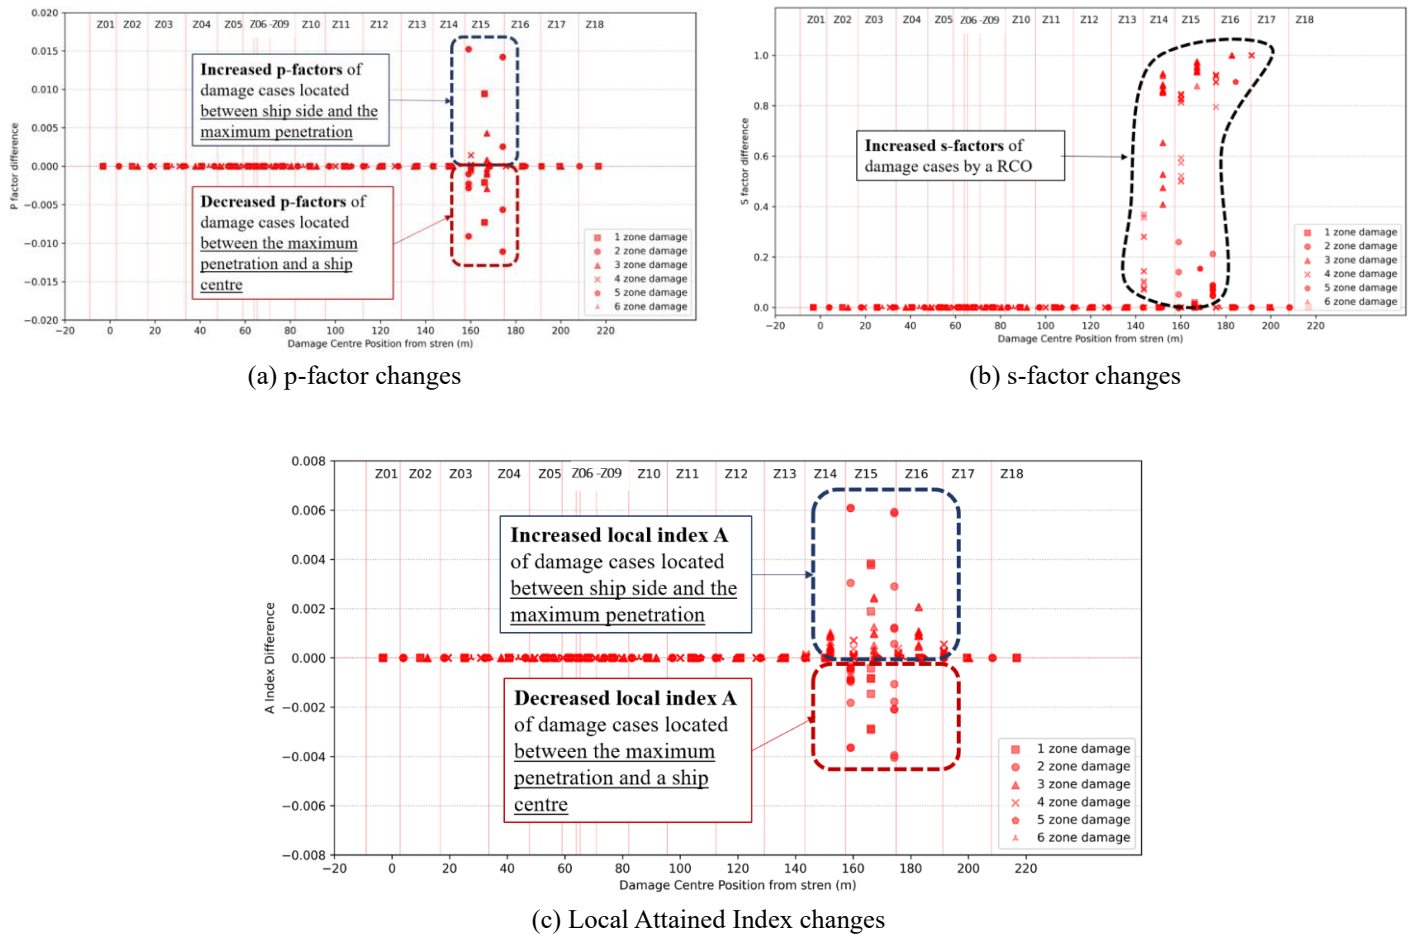 Z01 Z02 Z03 Z04 Z05 Z06 -Z09 Z10 Z11 Z12 Z13 Z14 Z15 Z16 Z17 Z18
0.020
0.015
0.010
0.005
0.000
−0.005
−0.010
−0.015
−0.020
P factor difference
Increased p-factors of
damage cases located
between ship side and the
maximum penetration
Decreased p-factors of
damage cases located
between the maximum
penetration and a ship
centre
1 zone damage
2 zone damage
3 zone damage
4 zone damage
5 zone damage
6 zone damage
−20 0 20 40 60 80 100 120 140 160 180 200 220
Damage Centre Position from stren (m)
(a) p-factor changes
Z01 Z02 Z03 Z04 Z05 Z06 -Z09 Z10 Z11 Z12 Z13 Z14 Z15 Z16 Z17 Z18
1.0
0.8
0.6
0.4
0.2
0.0
S factor difference
Increased s-factors of
damage cases by a RCO
1 zone damage
2 zone damage
3 zone damage
4 zone damage
5 zone damage
6 zone damage
−20 0 20 40 60 80 100 120 140 160 180 200 220
Damage Centre Position from stren (m)
(b) s-factor changes
Z01 Z02 Z03 Z04 Z05 Z06 -Z09 Z10 Z11 Z12 Z13 Z14 Z15 Z16 Z17 Z18
0.008
0.006
0.004
0.002
0.000
−0.002
−0.004
−0.006
−0.008
A Index Difference
Increased local index A
of damage cases located
between ship side and the
maximum penetration
Decreased local index A
of damage cases located
between the maximum
penetration and a ship
centre
1 zone damage
2 zone damage
3 zone damage
4 zone damage
5 zone damage
6 zone damage
−20 0 20 40 60 80 100 120 140 160 180 200 220
Damage Centre Position from stren (m)
(c) Local Attained Index changes